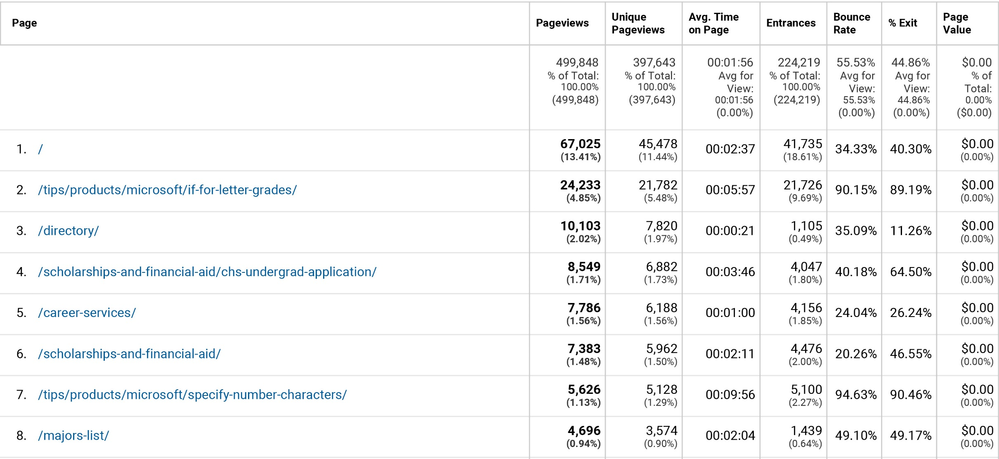 Page Pageviews Unique Pageviews Avg. Time on Page Entrances Bounce Rate % Exit Page Value
499,848 397,643 00:01:56 224,219 55.53% 44.86% $0.00
% of Total: % of Total: Avg for % of Total: Avg for Avg for % of
100.00% 100.00% View: 100.00% View: View: Total:
(499,848) (397,643) 00:01:56 (224,219) 55.53% 44.86% 0.00%
(0.00%) (0.00%) (0.00%) ($0.00)
1. / 67,025 45,478 00:02:37 41,735 34.33% 40.30% $0.00
(13.41%) (11.44%) (18.61%) (0.00%)
2. /tips/products/microsoft/if-for-letter-grades/ 24,233 21,782 00:05:57 21,726 90.15% 89.19% $0.00
(4.85%) (5.48%) (9.69%) (0.00%)
3. /directory/ 10,103 7,820 00:00:21 1,105 35.09% 11.26% $0.00
(2.02%) (1.97%) (0.49%) (0.00%)
4. /scholarships-and-financial-aid/chs-undergrad-application/ 8,549 6,882 00:03:46 4,047 40.18% 64.50% $0.00
(1.71%) (1.73%) (1.80%) (0.00%)
5. /career-services/ 7,786 6,188 00:01:00 4,156 24.04% 26.24% $0.00
(1.56%) (1.56%) (1.85%) (0.00%)
6. /scholarships-and-financial-aid/ 7,383 5,962 00:02:11 4,476 20.26% 46.55% $0.00
(1.48%) (1.50%) (2.00%) (0.00%)
7. /tips/products/microsoft/specify-number-characters/ 5,626 5,128 00:09:56 5,100 94.63% 90.46% $0.00
(1.13%) (1.29%) (2.27%) (0.00%)
8. /majors-list/ 4,696 3,574 00:02:04 1,439 49.10% 49.17% $0.00
(0.94%) (0.90%) (0.64%) (0.00%)